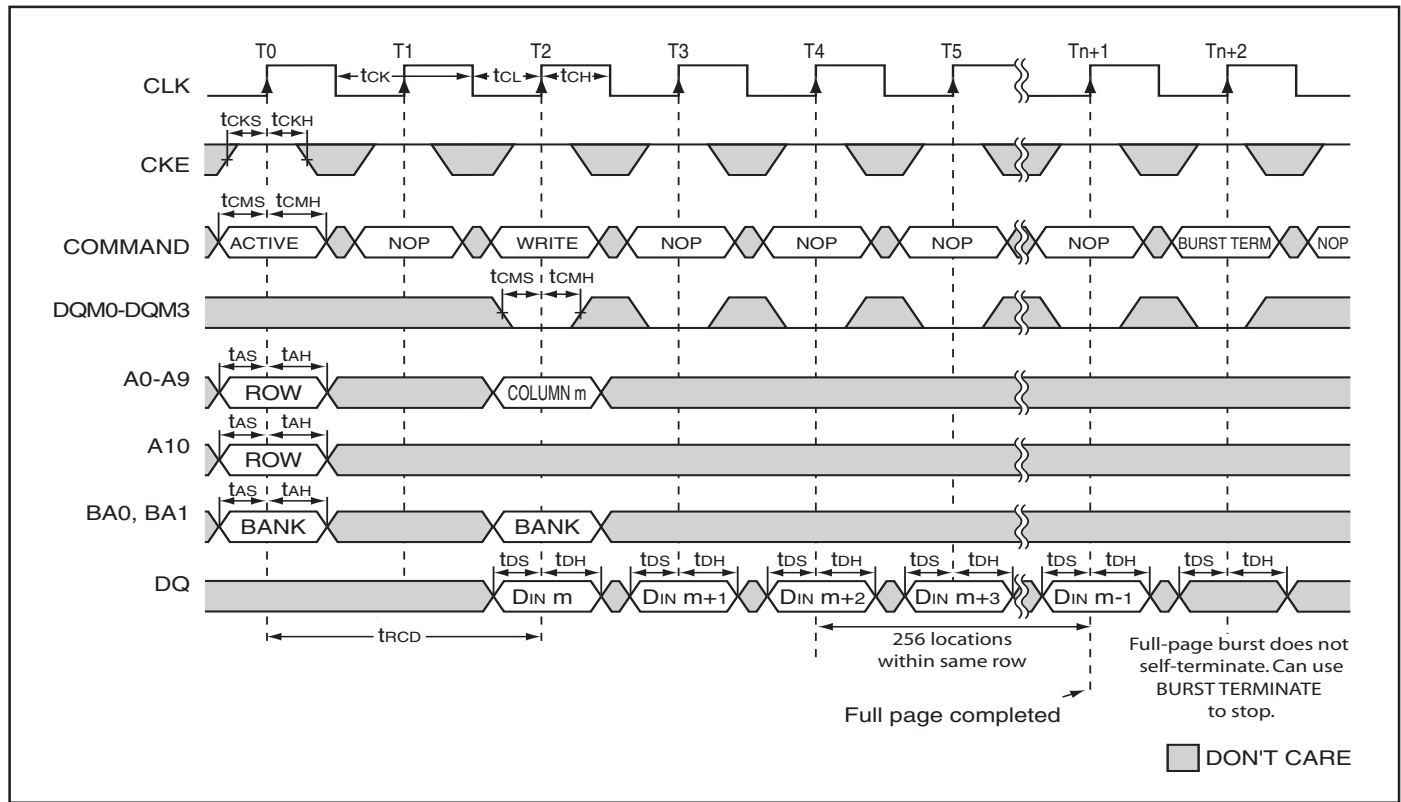 T0 T1 T2 T3 T4 T5 Tn+1 Tn+2
CLK tCK tCL tCH
tCKS tCKH
CKE
tCMS tCMH
COMMAND ACTIVE NOP WRITE NOP NOP NOP NOP BURST TERM NOP
tCMS tCMH
DQM0-DQM3
tAS tAH
A0-A9 ROW COLUMN m
tAS tAH
A10 ROW
tAS tAH
BA0, BA1 BANK BANK
tDS tDH tDS tDH tDS tDH tDS tDH tDS tDH tDS tDH
DQ DIN m DIN m+1 DIN m+2 DIN m+3 DIN m-1
tRCD
256 locations
within same row
Full page completed
Full-page burst does not
self-terminate. Can use
BURST TERMINATE
to stop.
DON'T CARE